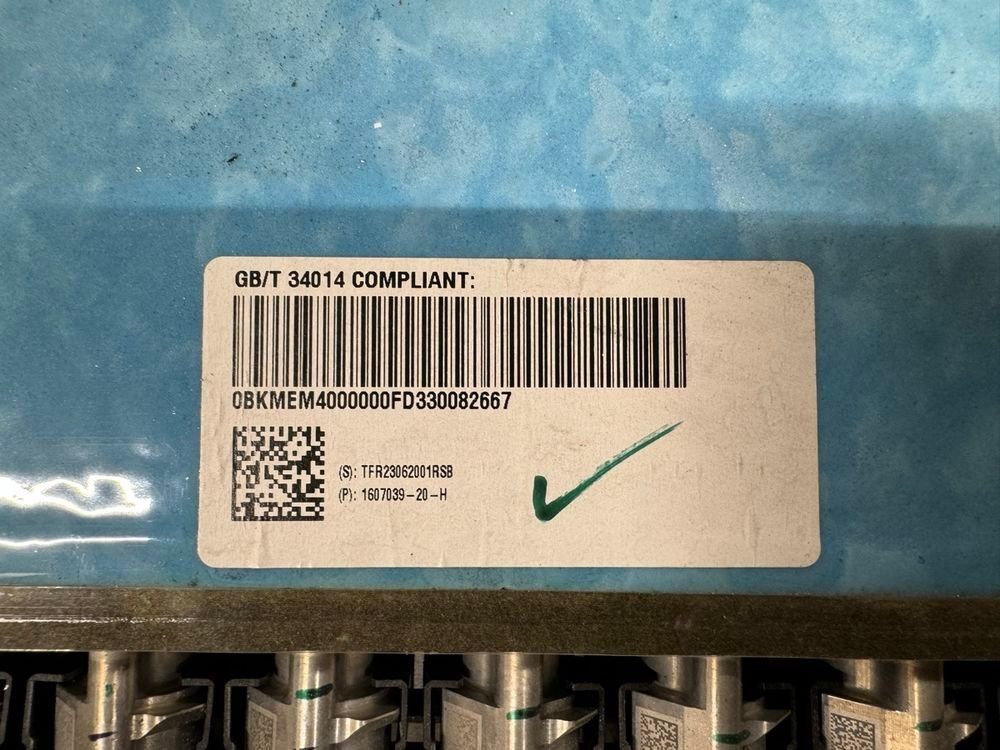 GB/T 34014 COMPLIANT:
0BKMEM4000000FD330082667
(S): TFR23062001RSB
(P): 1607039-20-H